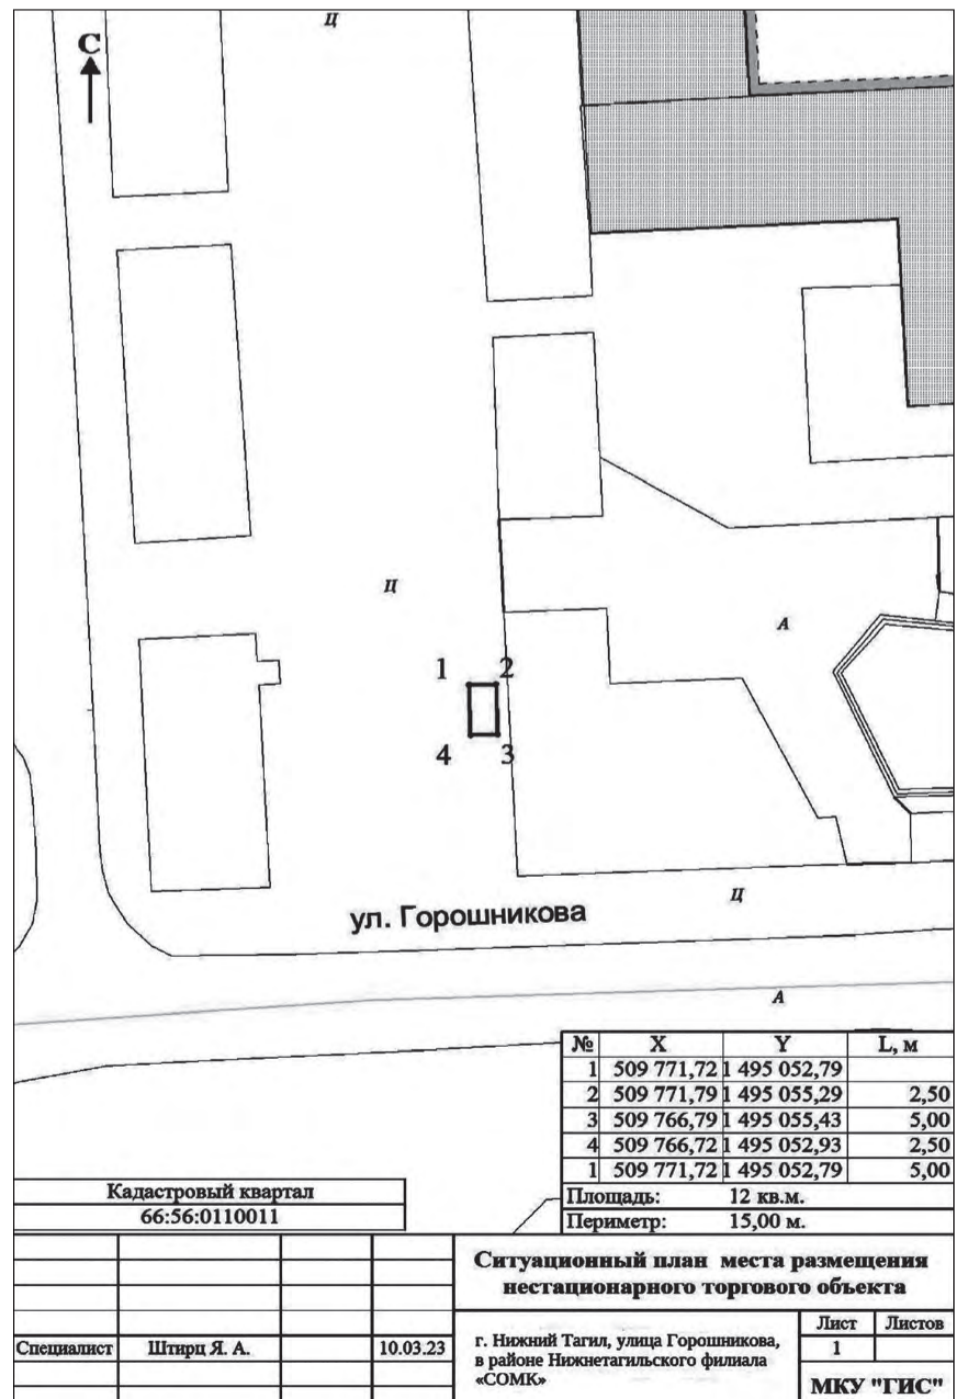 Ц
С
Ц
А
1 2
4 3
Ц
ул. Горошникова
А
№ X Y L, м
1 509 771,72 1 495 052,79
2 509 771,79 1 495 055,29 2,50
3 509 766,79 1 495 055,43 5,00
4 509 766,72 1 495 052,93 2,50
1 509 771,72 1 495 052,79 5,00
Площадь: 12 кв.м.
Периметр: 15,00 м.
Кадастровый квартал
66:56:0110011
Ситуационный план места размещения
нестационарного торгового объекта
Специалист Штирц Я. А. 10.03.23
г. Нижний Тагил, улица Горошникова,
в районе Нижнетагильского филиала
«СОМК»
Лист Листов
1
МКУ "ГИС"